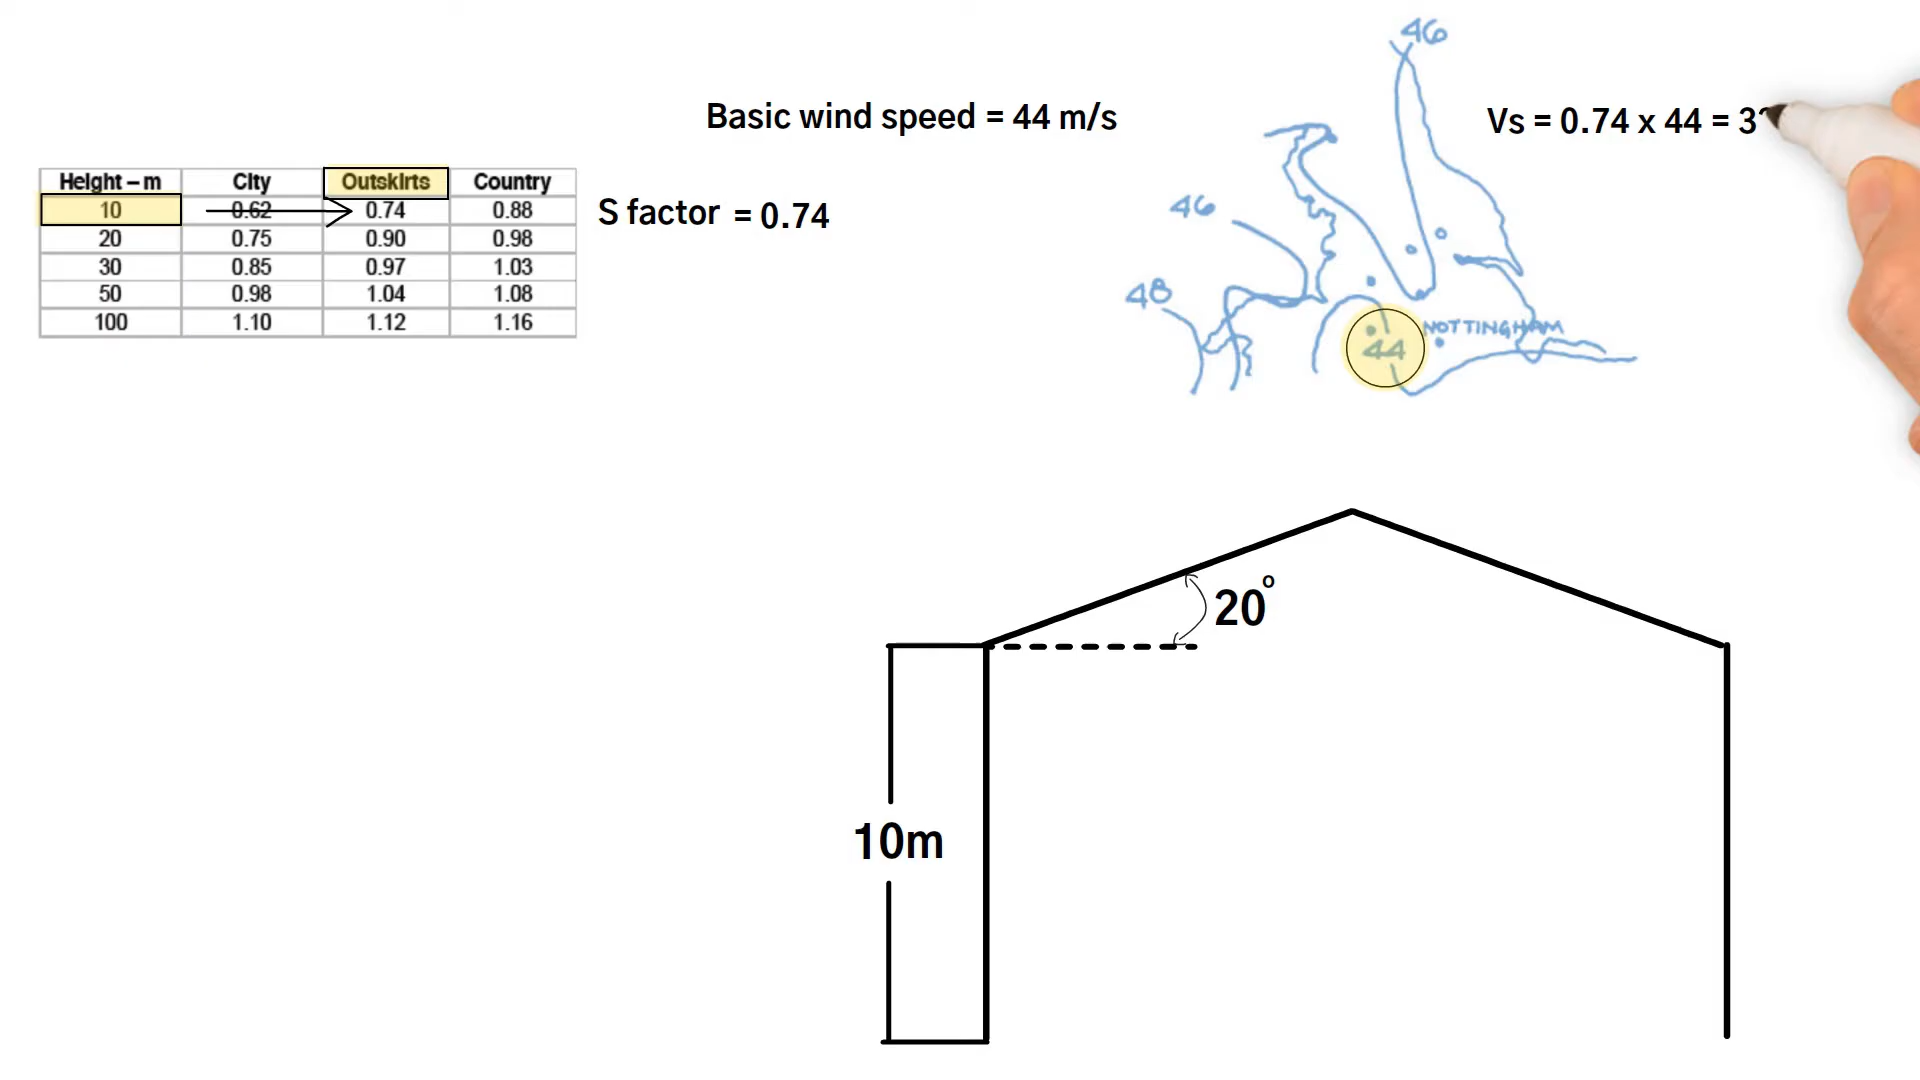 46
Basic wind speed = 44 m/s
Vs = 0.74 x 44 = 3
Height – m City Outskirts Country
10 0.62 0.74 0.88
20 0.75 0.90 0.98
30 0.85 0.97 1.03
50 0.98 1.04 1.08
100 1.10 1.12 1.16
S factor = 0.74
46
48
NOTTINGHAM
44
20°
10m